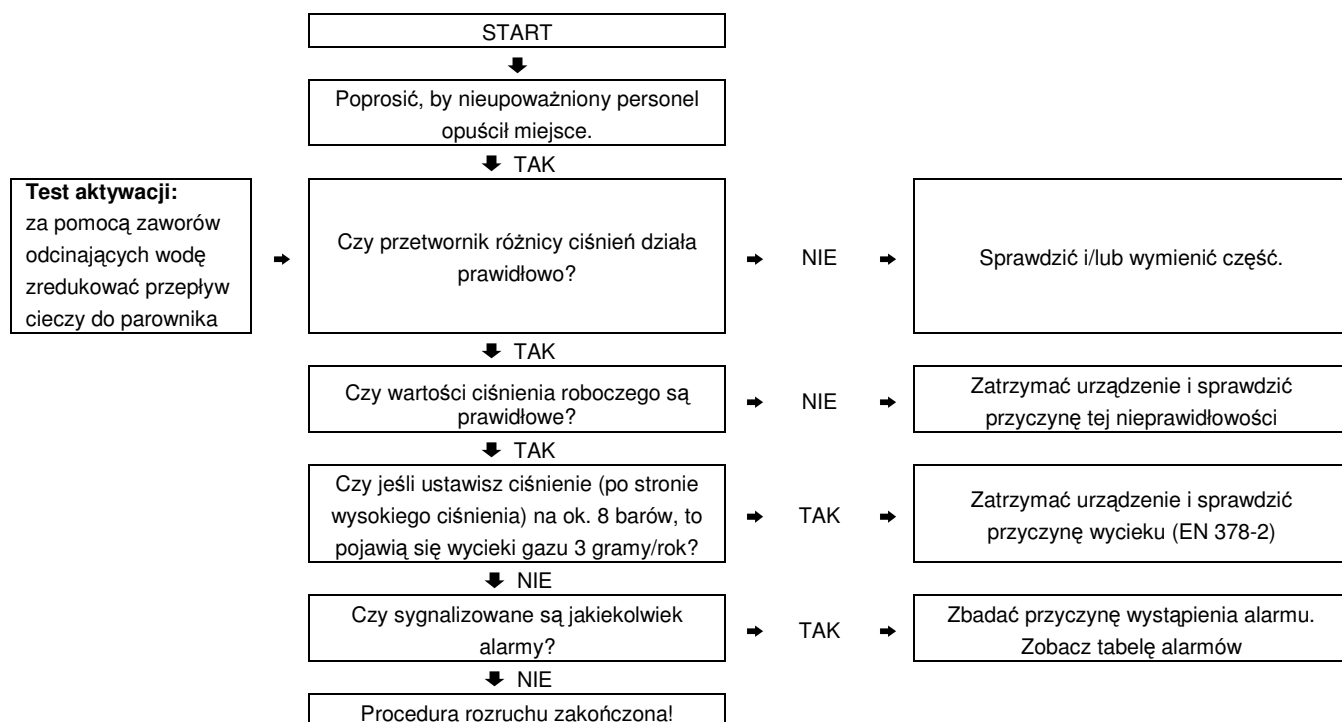 START
Poprosić, by nieupoważniony personel
opuścił miejsce.
TAK
Test aktywacji:
za pomocą zaworów
odcinających wodę
zredukować przepływ
cieczy do parownika
Czy przetwornik różnicy ciśnień działa
prawidłowo?
NIE
Sprawdzić i/lub wymienić część.
TAK
Czy wartości ciśnienia roboczego są
prawidłowe?
NIE
Zatrzymać urządzenie i sprawdzić
przyczynę tej nieprawidłowości
TAK
Czy jeśli ustawisz ciśnienie (po stronie
wysokiego ciśnienia) na ok. 8 barów, to
pojawią się wycieki gazu 3 gramy/rok?
TAK
Zatrzymać urządzenie i sprawdzić
przyczynę wycieku (EN 378-2)
NIE
Czy sygnalizowane są jakiekolwiek
alarmy?
TAK
Zbadać przyczynę wystąpienia alarmu.
Zobacz tabelę alarmów
NIE
Procedura rozruchu zakończona!